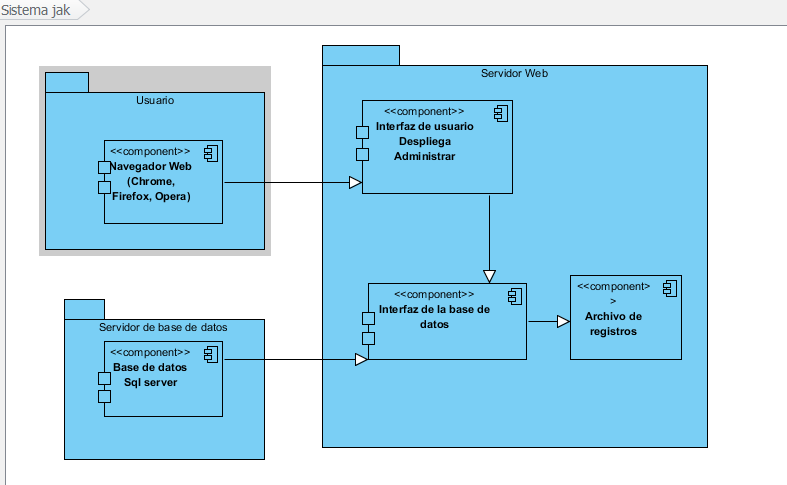 Sistema jak
Usuario
<<component>>
Navegador Web
(Chrome,
Firefox, Opera)
Servidor Web
<<component>>
Interfaz de usuario
Despliega
Administrar
Servidor de base de datos
<<component>>
Base de datos
Sql server
<<component>>
Interfaz de la base de
datos
<<component>
>
Archivo de
registros